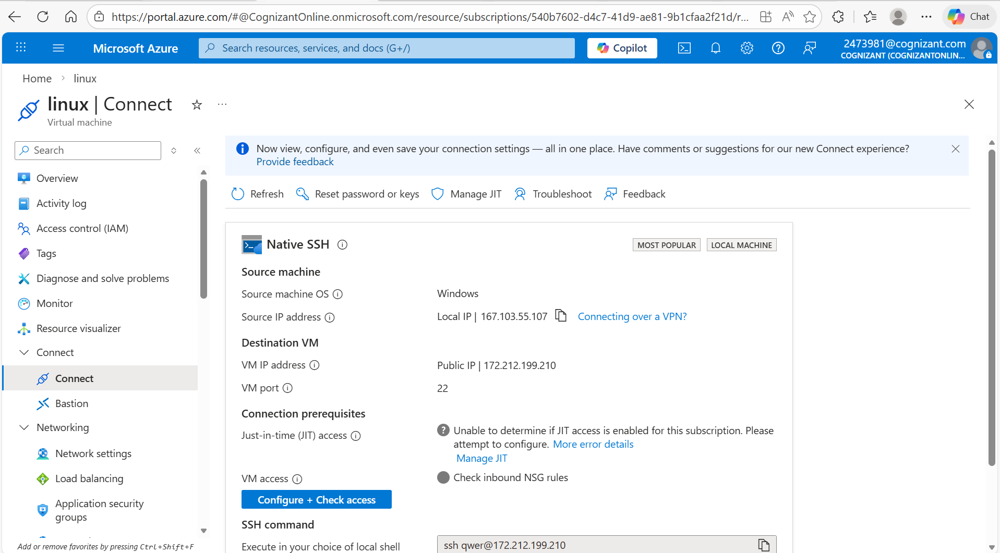 https://portal.azure.com/#@CognizantOnline.onmicrosoft.com/resource/subscriptions/540b7602-d4c7-41d9-ae81-9b1cfaa2f21d/r...
Chat
Microsoft Azure
Search resources, services, and docs (G+/)
Copilot
2473981@cognizant.com
COGNIZANT (COGNIZANTONLIN...
Home > linux
linux | Connect
Virtual machine
Search
Overview
Activity log
Access control (IAM)
Tags
Diagnose and solve problems
Monitor
Resource visualizer
Connect
Connect
Bastion
Networking
Network settings
Load balancing
Application security
groups
Add or remove favorites by pressing Ctrl+Shift+F
Now view, configure, and even save your connection settings — all in one place. Have comments or suggestions for our new Connect experience?
Provide feedback
Refresh
Reset password or keys
Manage JIT
Troubleshoot
Feedback
Native SSH
MOST POPULAR
LOCAL MACHINE
Source machine
Source machine OS
Windows
Source IP address
Local IP | 167.103.55.107
Connecting over a VPN?
Destination VM
VM IP address
Public IP | 172.212.199.210
VM port
22
Connection prerequisites
Just-in-time (JIT) access
Unable to determine if JIT access is enabled for this subscription. Please
attempt to configure. More error details
Manage JIT
VM access
Check inbound NSG rules
Configure + Check access
SSH command
Execute in your choice of local shell
ssh qwer@172.212.199.210